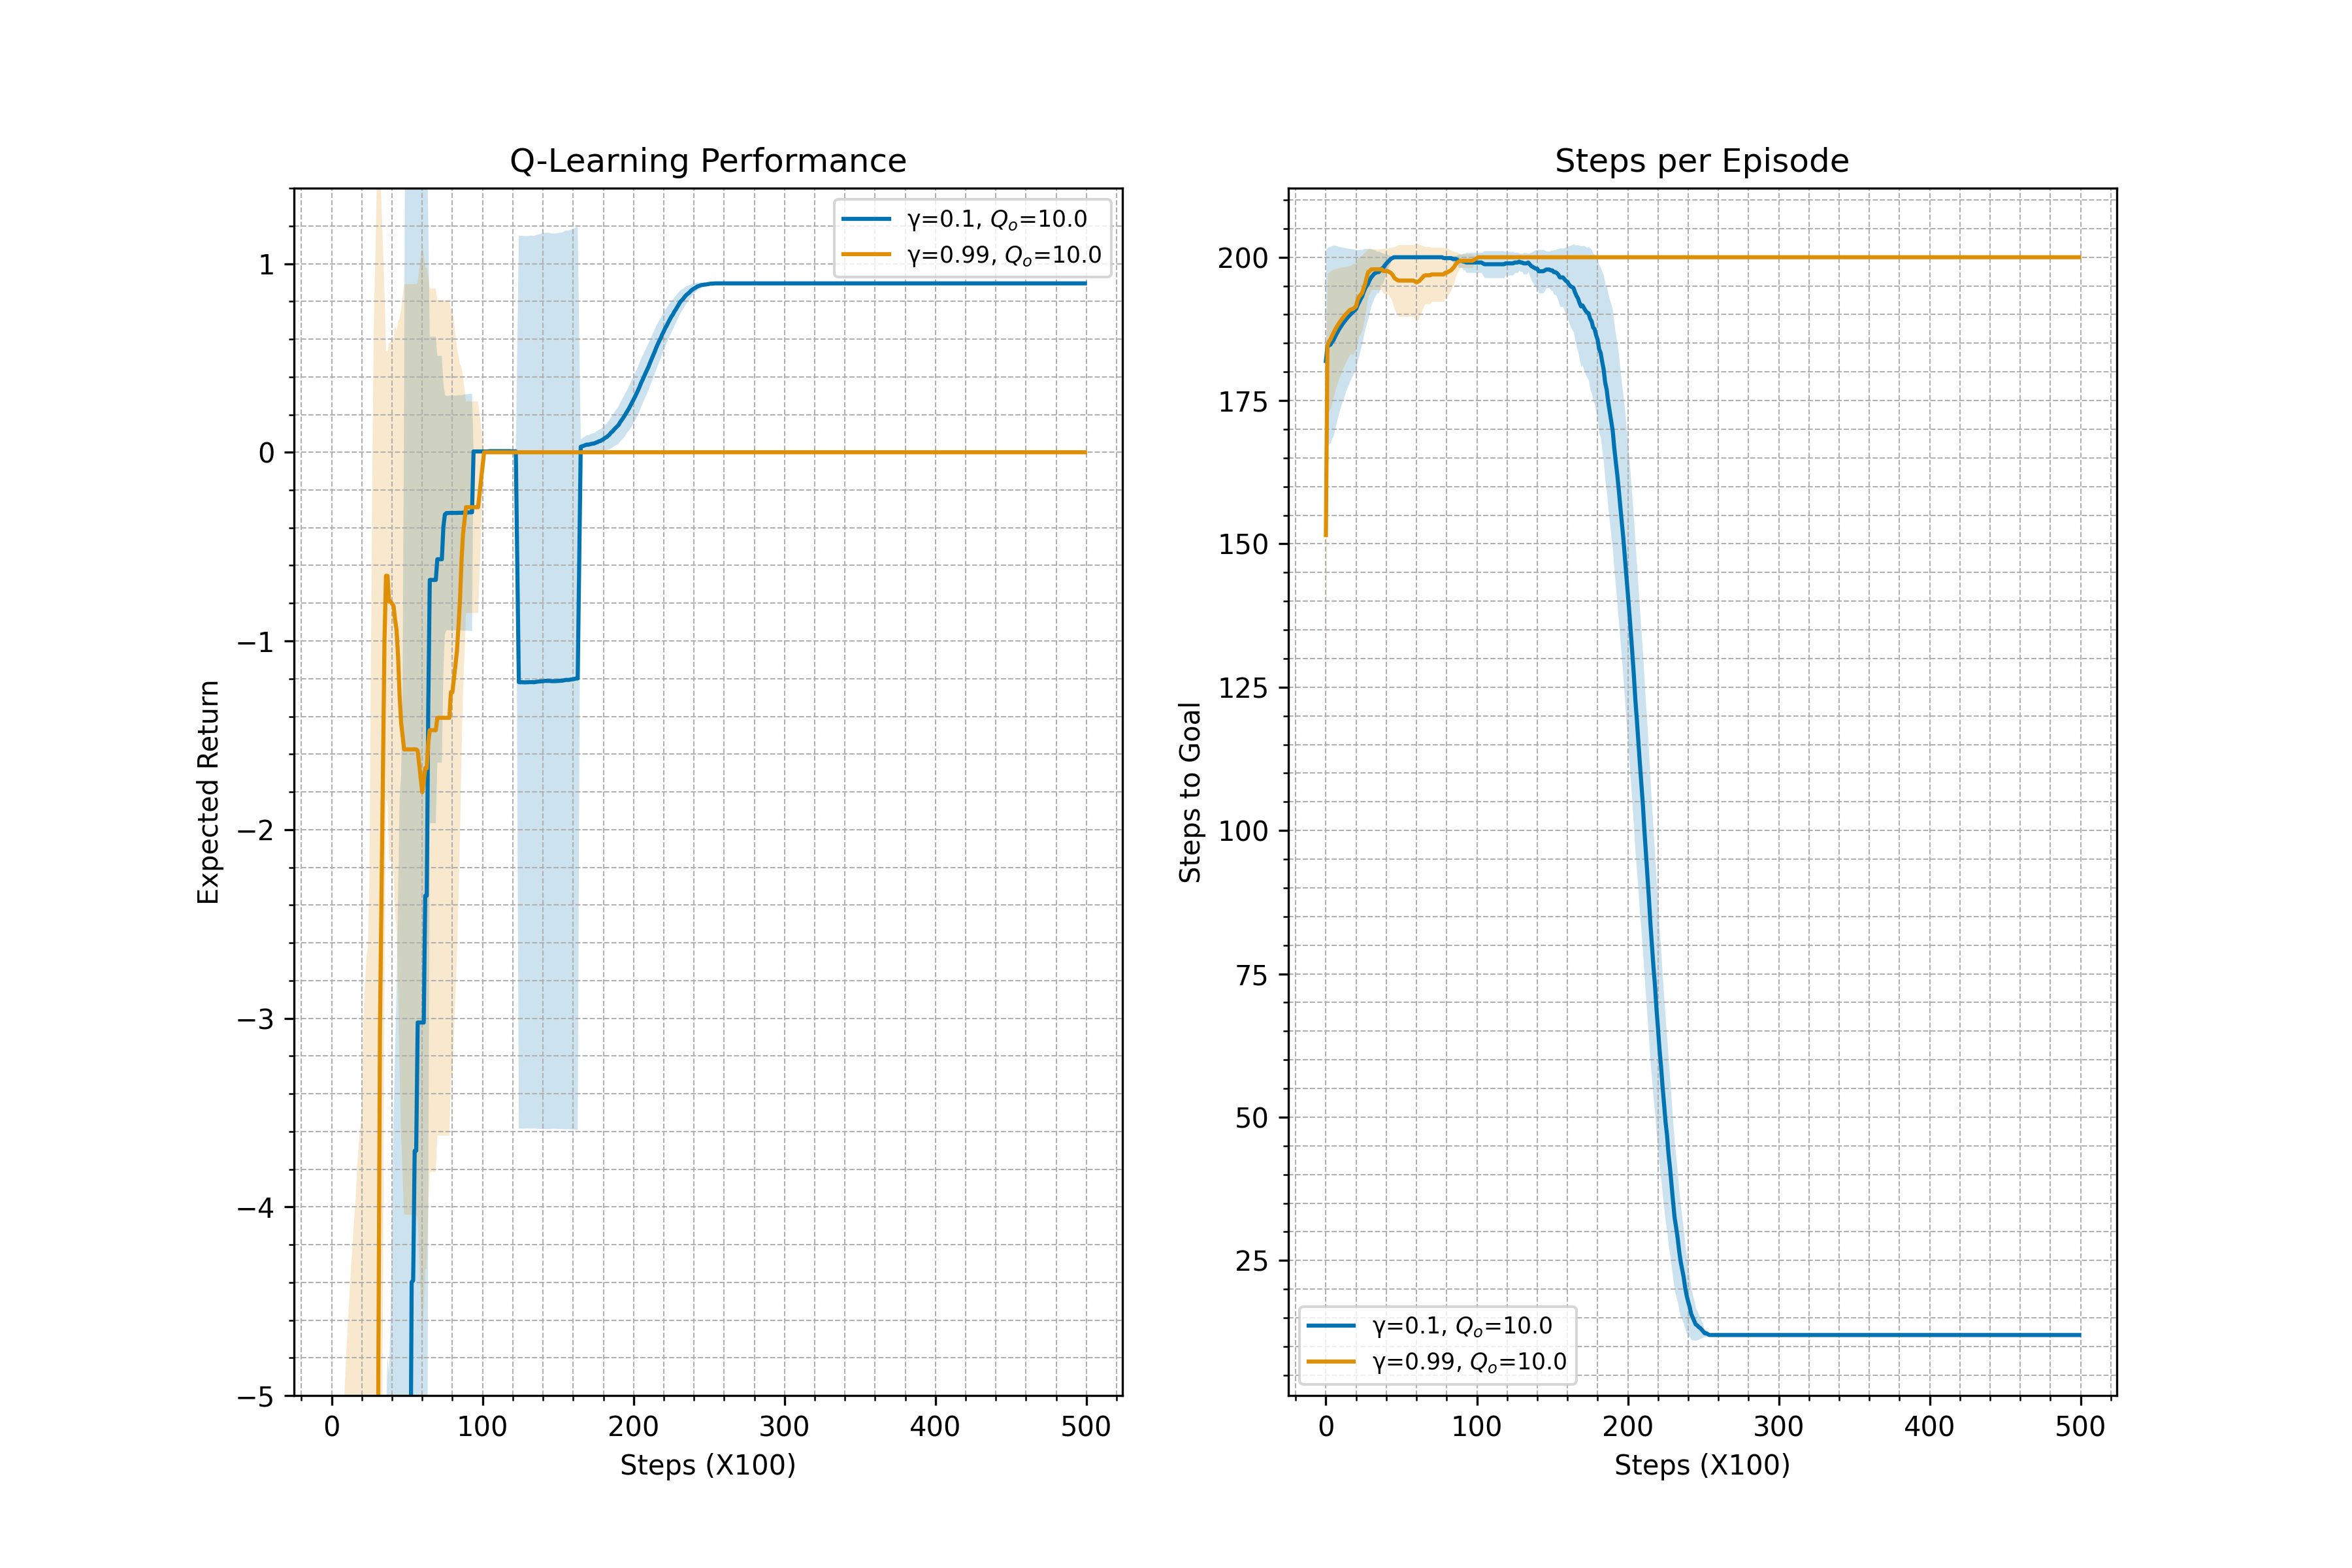 Q-Learning Performance
Expected Return
1
0
−1
−2
−3
−4
−5
0 100 200 300 400 500
Steps (X100)
γ=0.1, Qₒ=10.0
γ=0.99, Qₒ=10.0
Steps per Episode
Steps to Goal
200
175
150
125
100
75
50
25
0 100 200 300 400 500
Steps (X100)
γ=0.1, Qₒ=10.0
γ=0.99, Qₒ=10.0